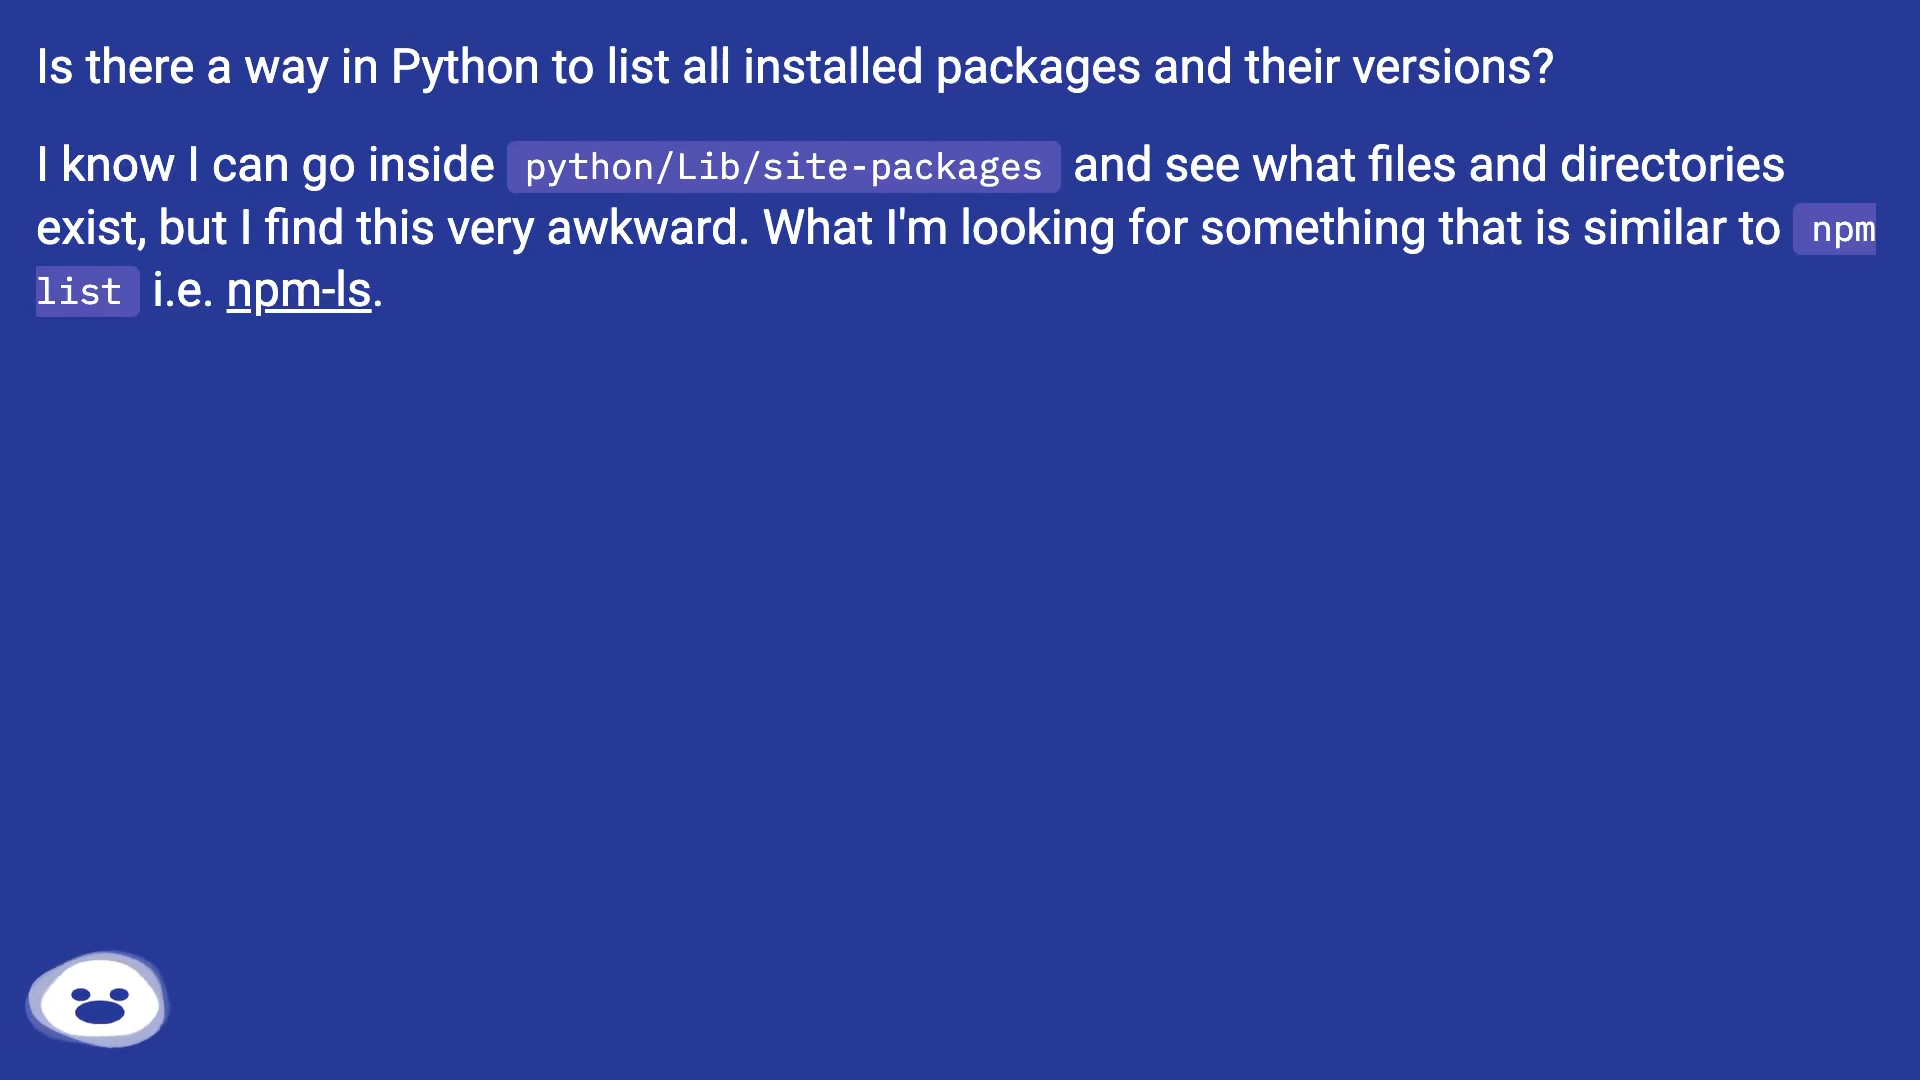 Is there a way in Python to list all installed packages and their versions?
I know I can go inside python/Lib/site-packages and see what files and directories
exist, but I find this very awkward. What I'm looking for something that is similar to npm
list i.e. npm-ls.